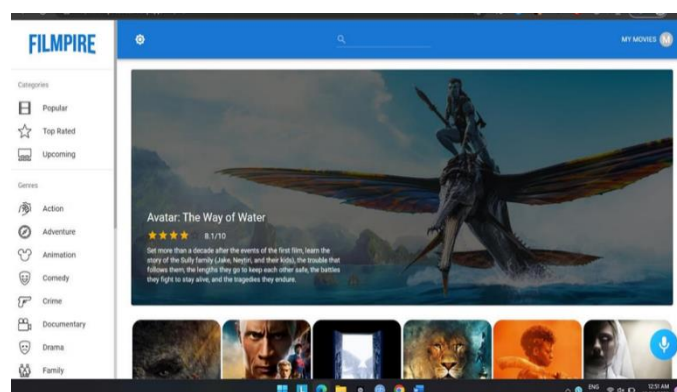 FILMPIRE
MY MOVIES
M
Categories
Popular
Top Rated
Upcoming
Genres
Action
Adventure
Animation
Comedy
Crime
Documentary
Drama
Family
Avatar: The Way of Water
8.1/10
Set more than a decade after the events of the first film, learn the
story of the Sully family (Jake, Neytiri, and their kids), the trouble that
follows them, the lengths they go to keep each other safe, the battles
they fight to stay alive, and the tragedies they endure.
ENG
12:51 AM